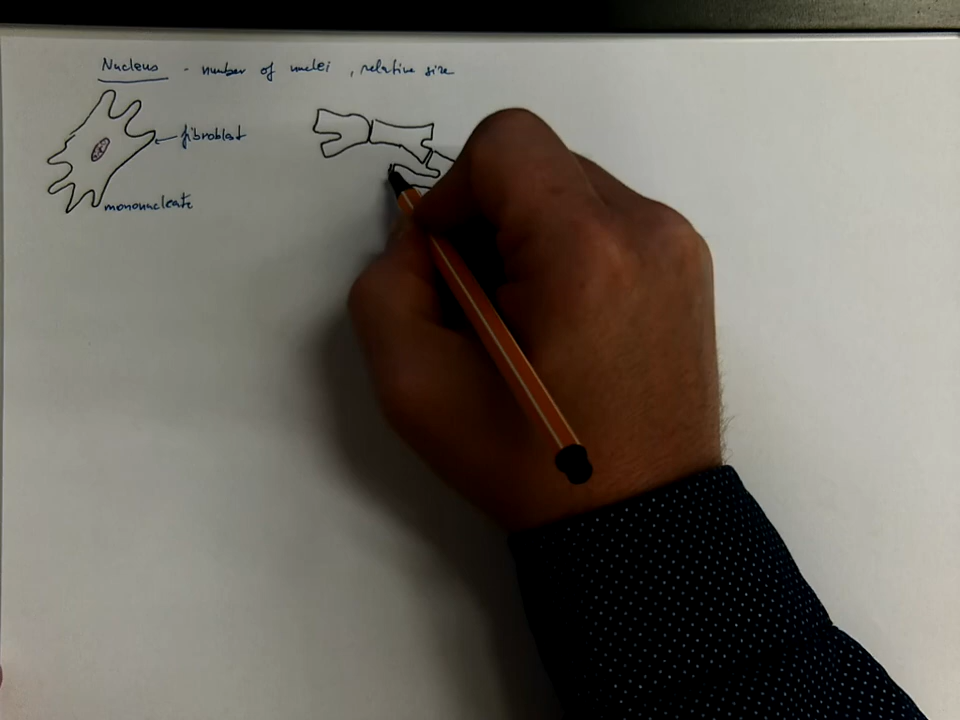 Nucleus - number of nuclei , relative size
fibroblast
mononucleate